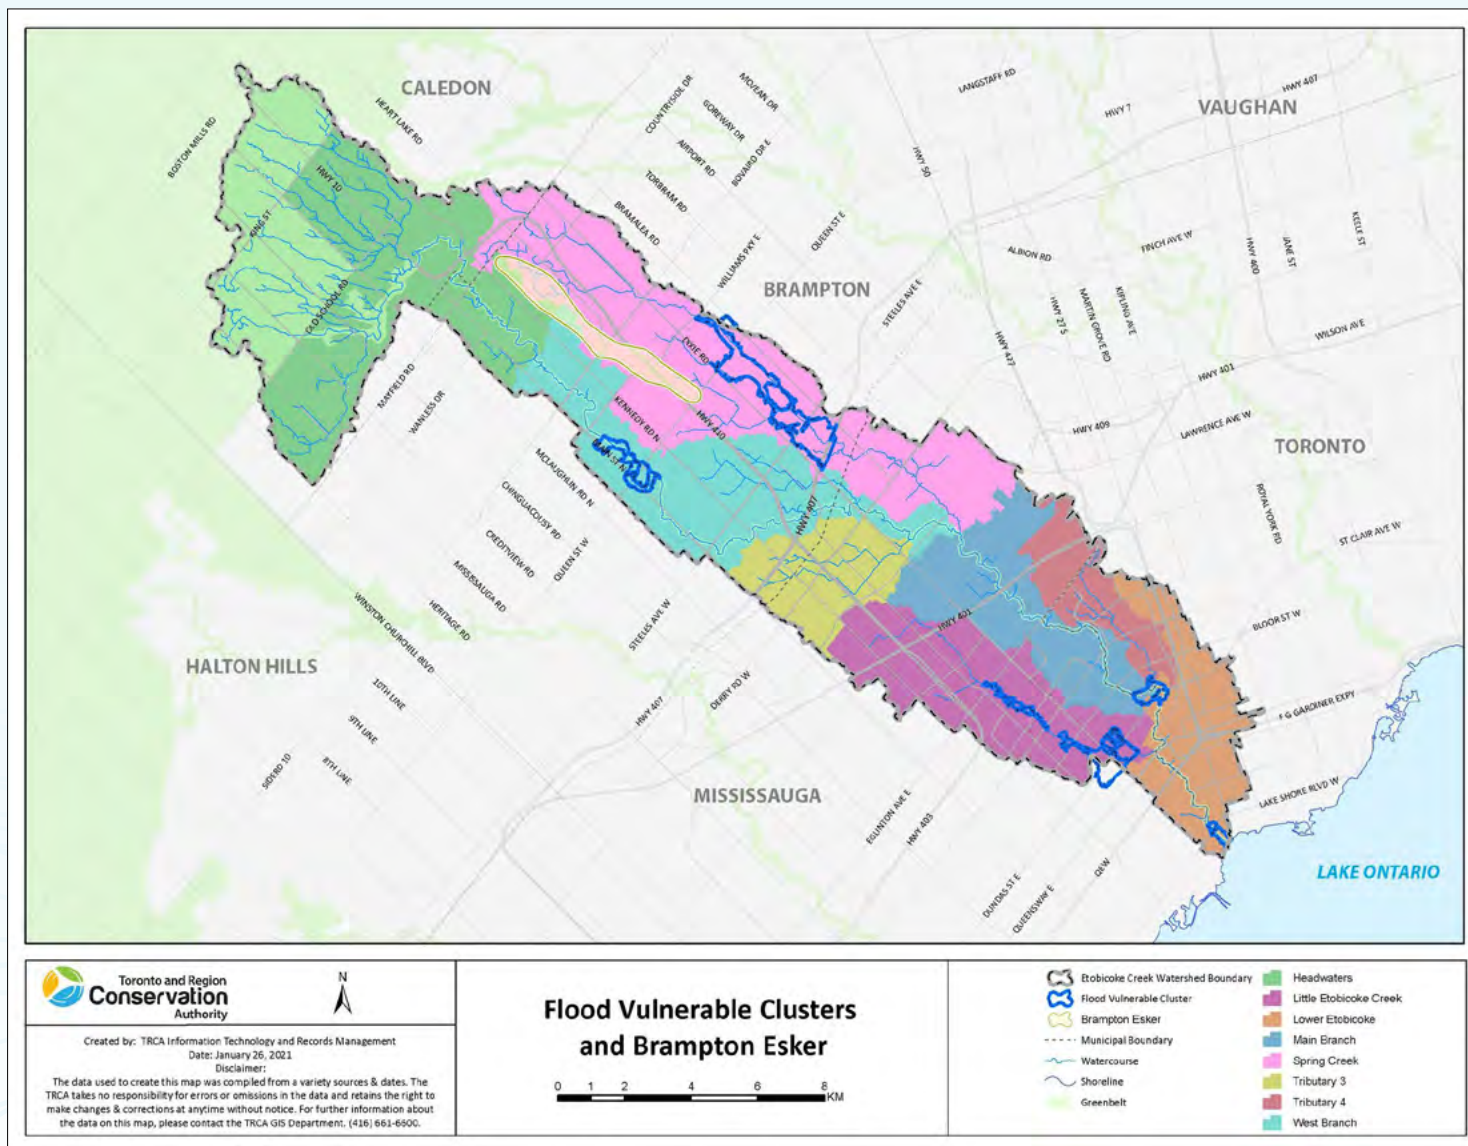 CALEDON
VAUGHAN
BRAMPTON
TORONTO
HALTON HILLS
MISSISSAUGA
LAKE ONTARIO
BOSTON MILLS RD
HEART LAKE RD
HWY 10
KING ST
OLD SCHOOL RD
MAYFIELD RD
WANLESS DR
COUNTRYSIDE DR
MCVEAN DR
GOREWAY DR
AIRPORT RD
BOVAIRD DR E
TORBRAM RD
BRAMALEA RD
WILLIAMS PKY E
QUEEN ST E
STEELES AVE E
DIXIE RD
KENNEDY RD N
HWY 410
MAIN ST N
HWY 407
MCLAUGHLIN RD N
CHINGUACOUSY RD
CREDITVIEW RD
QUEEN ST W
MISSISSAUGA RD
HERITAGE RD
WINSTON CHURCHILL BLVD
10TH LINE
9TH LINE
8TH LINE
SIDERD 10
STEELES AVE W
HWY 407
DERRY RD W
HWY 401
EGLINTON AVE E
HWY 403
DUNDAS ST E
QUEENSWAY E
QEW
LANGSTAFF RD
HWY 7
HWY 407
HWY 50
ALBION RD
FINCH AVE W
HWY 400
JANE ST
KEELE ST
HWY 27 S
MARTIN GROVE RD
KIPLING AVE
HWY 427
WILSON AVE
HWY 401
HWY 409
LAWRENCE AVE W
ROYAL YORK RD
ST CLAIR AVE W
BLOOR ST W
F G GARDINER EXPY
LAKE SHORE BLVD W
Toronto and Region
Conservation
Authority
N
Created by: TRCA Information Technology and Records Management
Date: January 26, 2021
Disclaimer:
The data used to create this map was compiled from a variety sources & dates. The
TRCA takes no responsibility for errors or omissions in the data and retains the right to
make changes & corrections at anytime without notice. For further information about
the data on this map, please contact the TRCA GIS Department. (416) 661-6600.
Flood Vulnerable Clusters
and Brampton Esker
0 1 2 4 6 8
KM
Etobicoke Creek Watershed Boundary
Flood Vulnerable Cluster
Brampton Esker
Municipal Boundary
Watercourse
Shoreline
Greenbelt
Headwaters
Little Etobicoke Creek
Lower Etobicoke
Main Branch
Spring Creek
Tributary 3
Tributary 4
West Branch